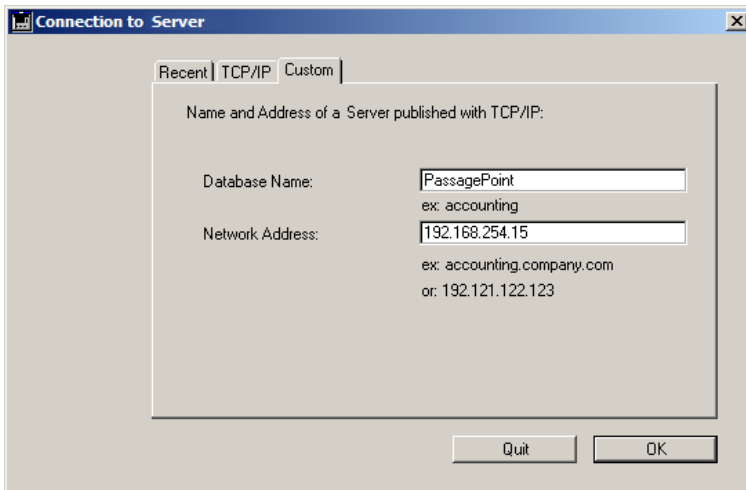 Connection to Server
Recent TCP/IP Custom
Name and Address of a Server published with TCP/IP:
Database Name: PassagePoint
ex: accounting
Network Address: 192.168.254.15
ex: accounting.company.com
or: 192.121.122.123
Quit OK